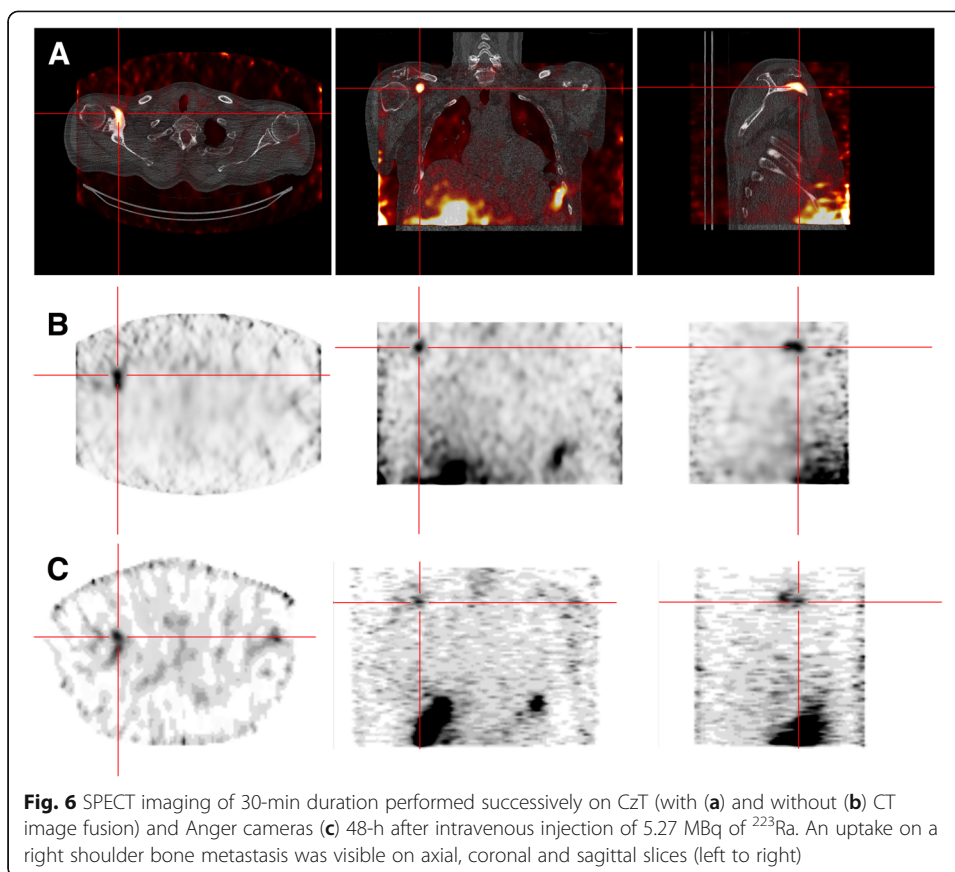 A
B
C
Fig. 6 SPECT imaging of 30-min duration performed successively on CzT (with (a) and without (b) CT
image fusion) and Anger cameras (c) 48-h after intravenous injection of 5.27 MBq of ²²³Ra. An uptake on a
right shoulder bone metastasis was visible on axial, coronal and sagittal slices (left to right)